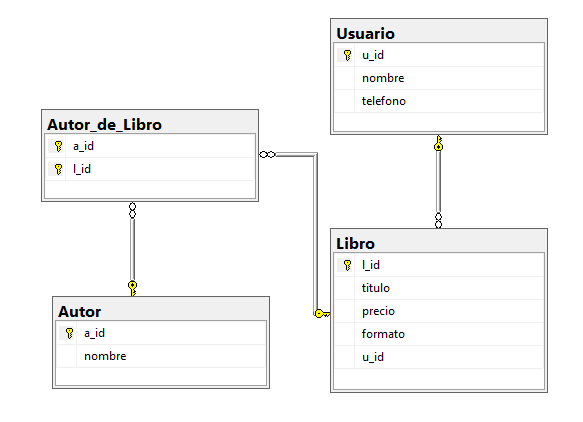 Usuario
u_id
nombre
telefono
Autor_de_Libro
a_id
l_id
Libro
l_id
titulo
precio
formato
u_id
Autor
a_id
nombre